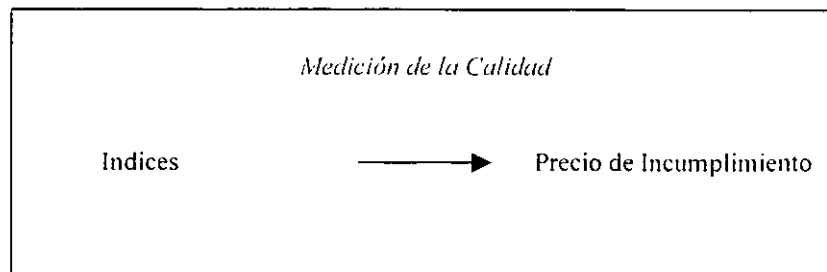 Medición de la Calidad
Indices Precio de Incumplimiento